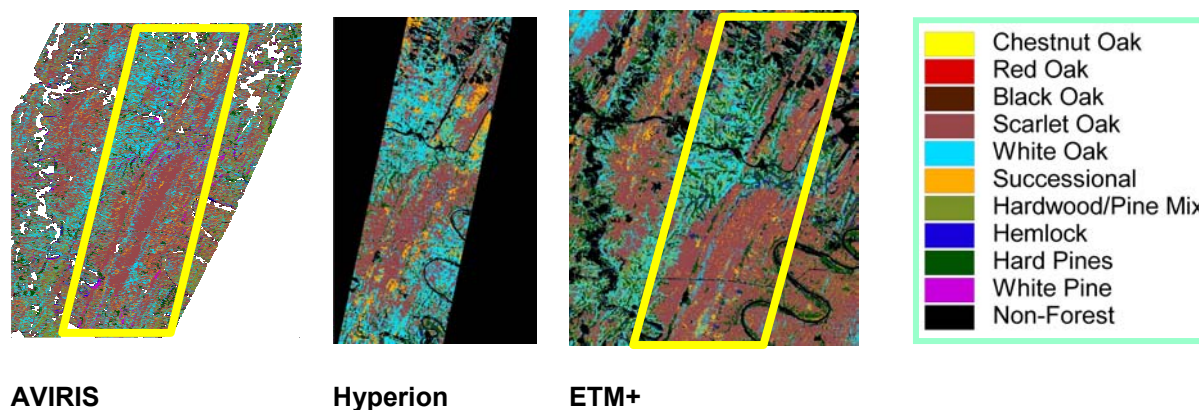 Chestnut Oak
Red Oak
Black Oak
Scarlet Oak
White Oak
Successional
Hardwood/Pine Mix
Hemlock
Hard Pines
White Pine
Non-Forest
AVIRIS
Hyperion
ETM+